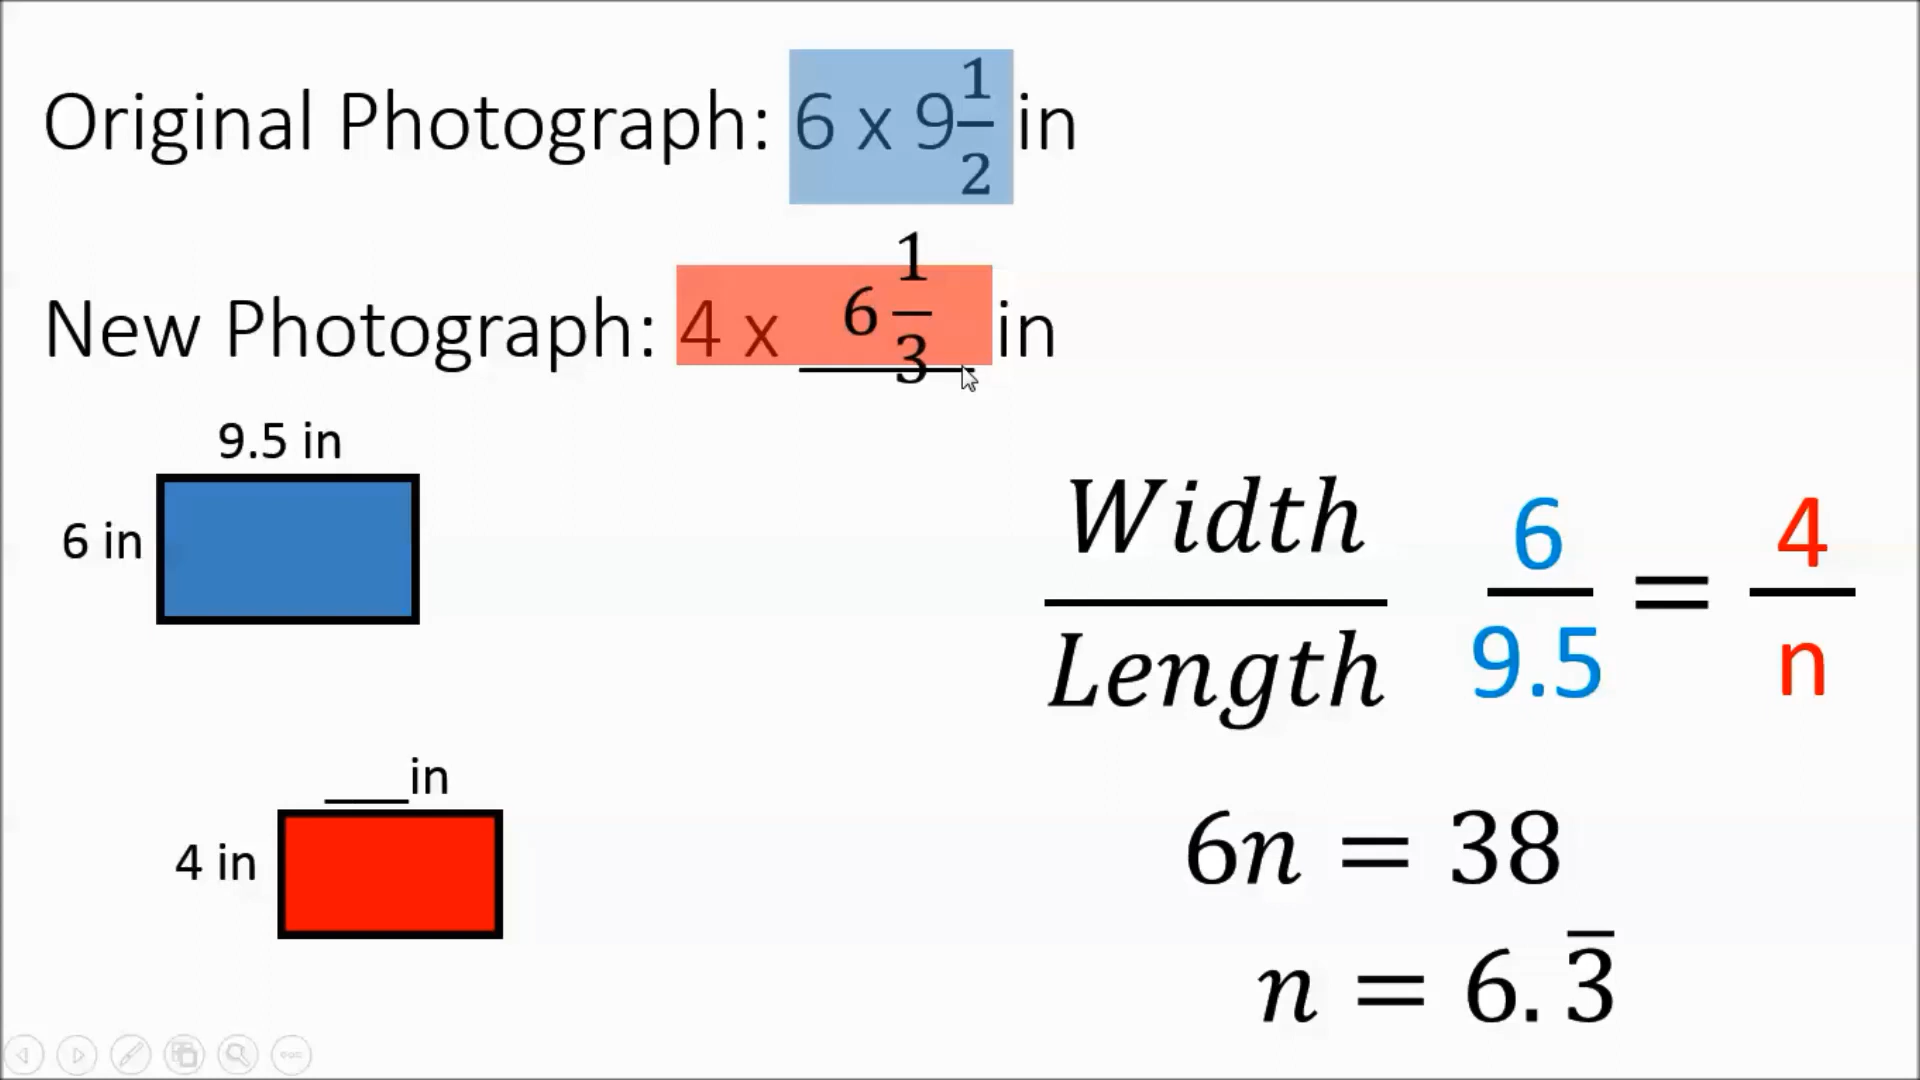 Original Photograph: 6 x 9 1/2 in
New Photograph: 4 x 6 1/3 in
9.5 in
6 in
____in
4 in
Width/Length 6/9.5 = 4/n
6n = 38
n = 6.3̅